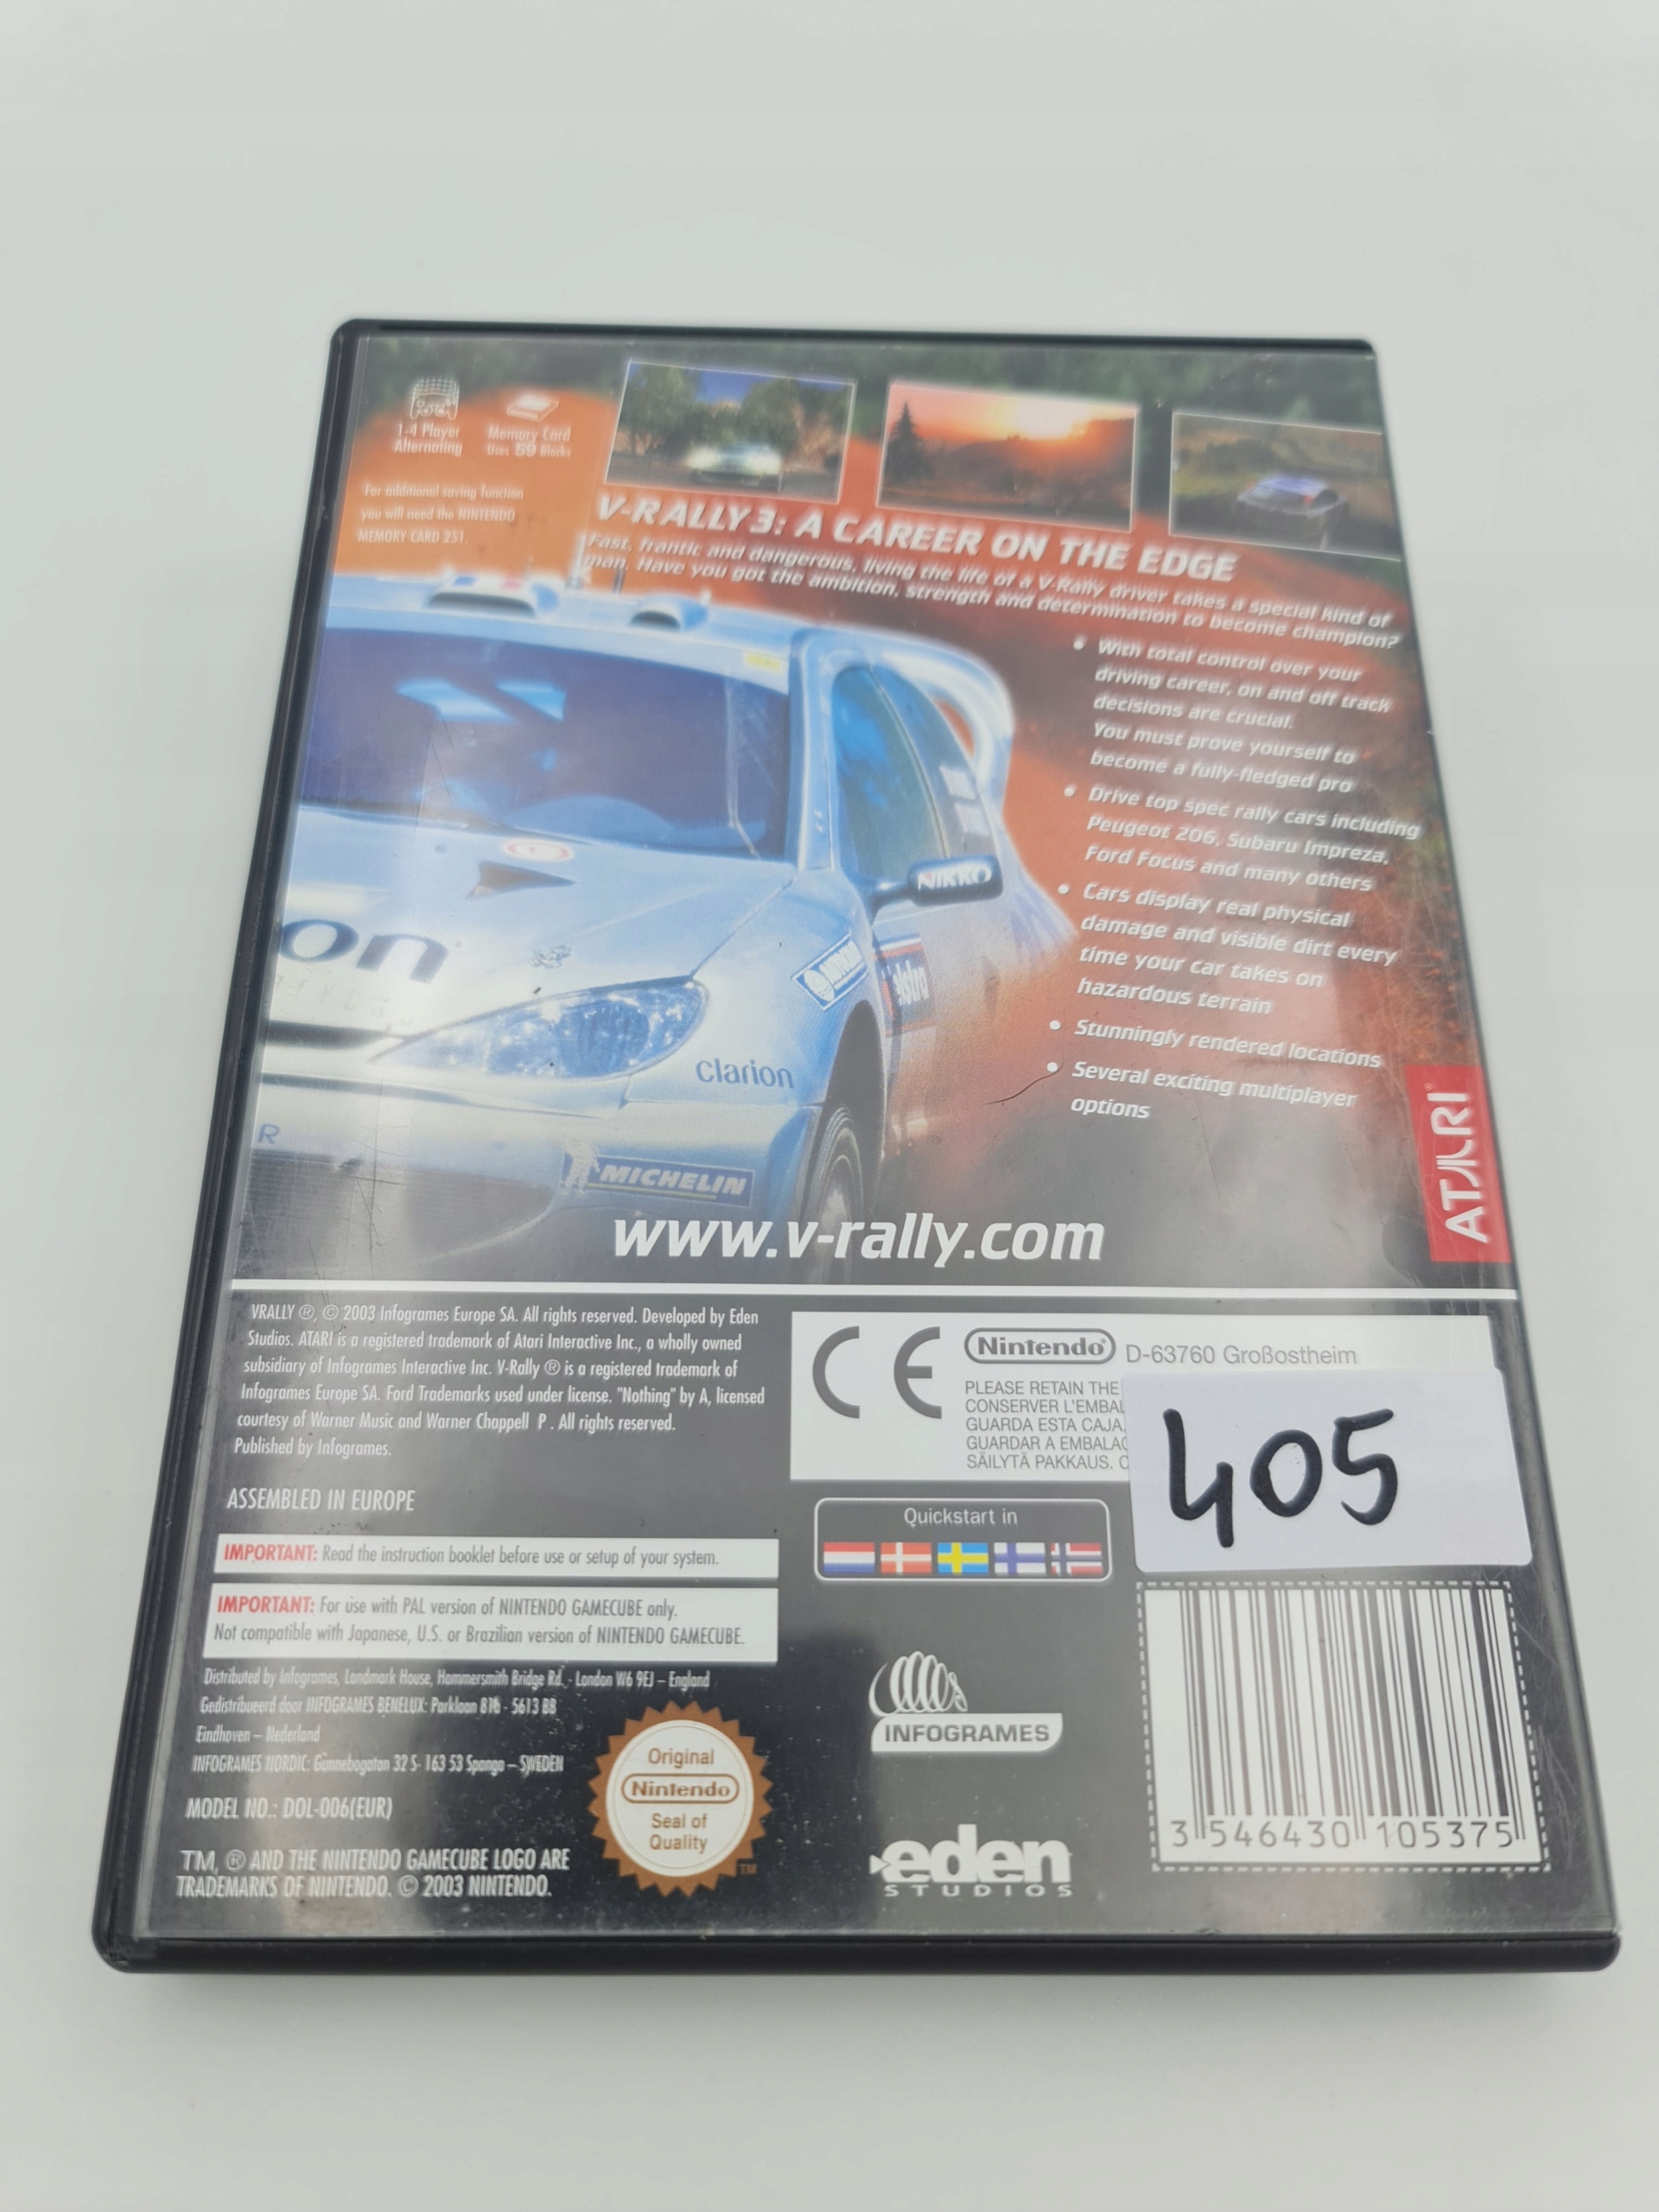 1-4 Player
Alternating
Memory Card
Uses 59 Blocks
For additional saving function
you will need the NINTENDO
MEMORY CARD 251.
V-RALLY 3: A CAREER ON THE EDGE
Fast, frantic and dangerous, living the life of a V-Rally driver takes a special kind of
man. Have you got the ambition, strength and determination to become champion?
• With total control over your
driving career, on and off track
decisions are crucial.
You must prove yourself to
become a fully-fledged pro
• Drive top spec rally cars including
Peugeot 206, Subaru Impreza,
Ford Focus and many others
• Cars display real physical
damage and visible dirt every
time your car takes on
hazardous terrain
• Stunningly rendered locations
• Several exciting multiplayer
options
NIKKO
on
clarion
R
MICHELIN
ATARI
www.v-rally.com
VRALLY ®, © 2003 Infogrames Europe SA. All rights reserved. Developed by Eden
Studios. ATARI is a registered trademark of Atari Interactive Inc., a wholly owned
subsidiary of Infogrames Interactive Inc. V-Rally ® is a registered trademark of
Infogrames Europe SA. Ford Trademarks used under license. "Nothing" by A, licensed
courtesy of Warner Music and Warner Chappell P . All rights reserved.
Published by Infogrames.
ASSEMBLED IN EUROPE
IMPORTANT: Read the instruction booklet before use or setup of your system.
IMPORTANT: For use with PAL version of NINTENDO GAMECUBE only.
Not compatible with Japanese, U.S. or Brazilian version of NINTENDO GAMECUBE.
Distributed by Infogrames, Landmark House, Hammersmith Bridge Rd. - London W6 9EJ – England
Gedistribueerd door INFOGRAMES BENELUX: Parklaan - 5613 BB
Eindhoven – Nederland
INFOGRAMES NORDIC: Gunnebogatan 32 S- 163 53 Spanga – SWEDEN
MODEL NO.: DOL-006(EUR)
TM, ® AND THE NINTENDO GAMECUBE LOGO ARE
TRADEMARKS OF NINTENDO. © 2003 NINTENDO.
Original
Nintendo
Seal of
Quality
TM
CE
Nintendo® D-63760 Großostheim
PLEASE RETAIN THE
CONSERVER L'EMBAL
GUARDA ESTA CAJA.
GUARDAR A EMBALAG
SÄILYTÄ PAKKAUS.
405
Quickstart in
INFOGRAMES
eden
STUDIOS
3 546430 105375